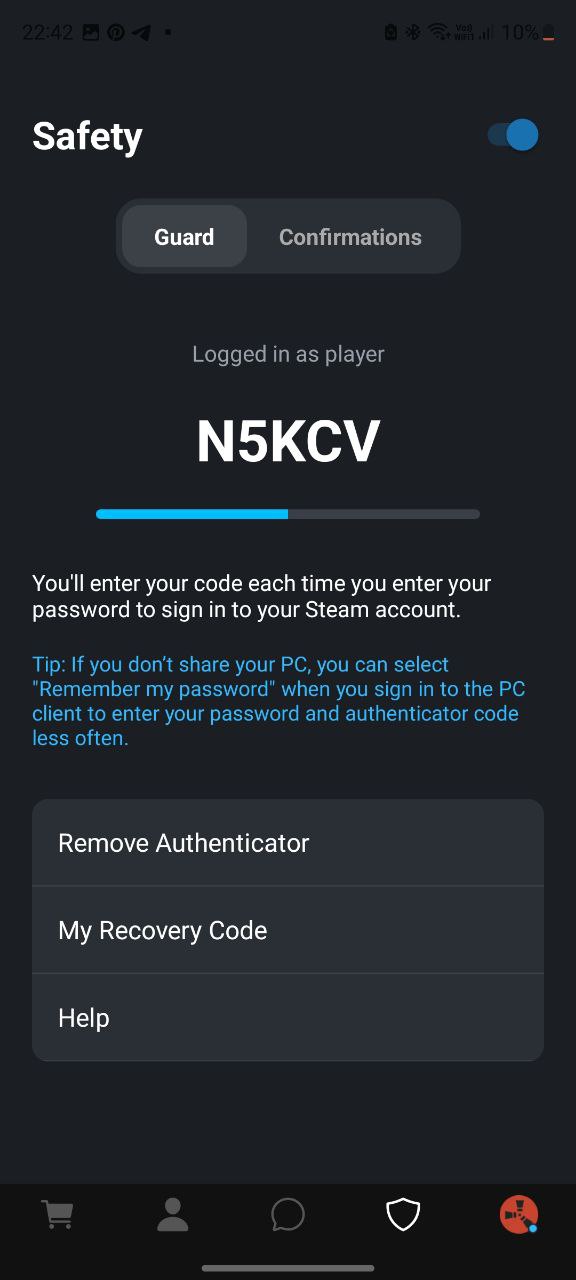 22:42 Vo)) WiFi1 10%
Safety
Guard Confirmations
Logged in as player
N5KCV
You'll enter your code each time you enter your
password to sign in to your Steam account.
Tip: If you don’t share your PC, you can select
"Remember my password" when you sign in to the PC
client to enter your password and authenticator code
less often.
Remove Authenticator
My Recovery Code
Help